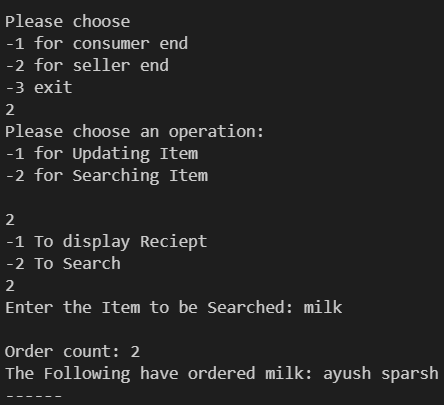 Please choose
-1 for consumer end
-2 for seller end
-3 exit
2
Please choose an operation:
-1 for Updating Item
-2 for Searching Item
2
-1 To display Reciept
-2 To Search
2
Enter the Item to be Searched: milk
Order count: 2
The Following have ordered milk: ayush sparsh
------